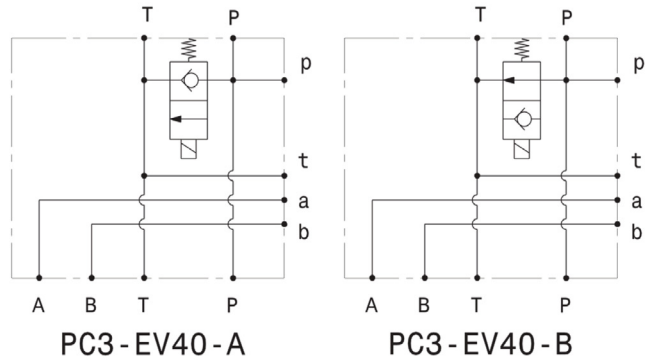 T P T P
p p
t t
a a
b b
A B T P A B T P
PC3-EV40-A PC3-EV40-B